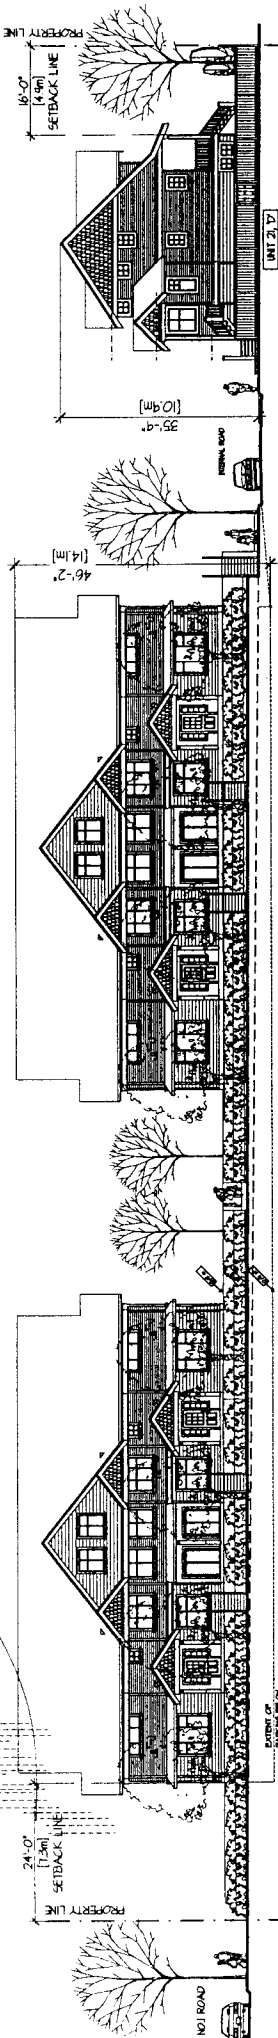 NO.1 ROAD
PROPERTY LINE
24'-0"
[7.3m]
SETBACK LINE
EXTENT OF
46'-2"
[14.1m]
INTERNAL ROAD
35'-9"
[10.9m]
UNIT 21, 'D'
16'-0"
[4.9m]
SETBACK LINE
PROPERTY LINE